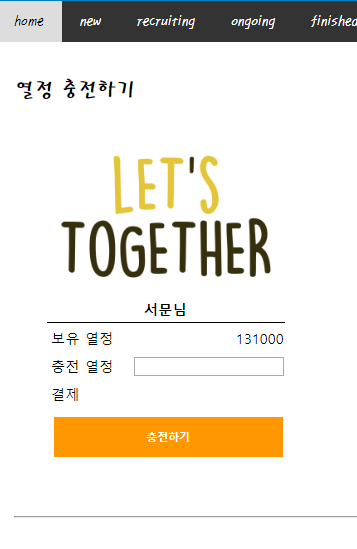 home new recruiting ongoing finished
열정 충전하기
LET'S
TOGETHER
서문님
보유 열정 131000
충전 열정
결제
충전하기